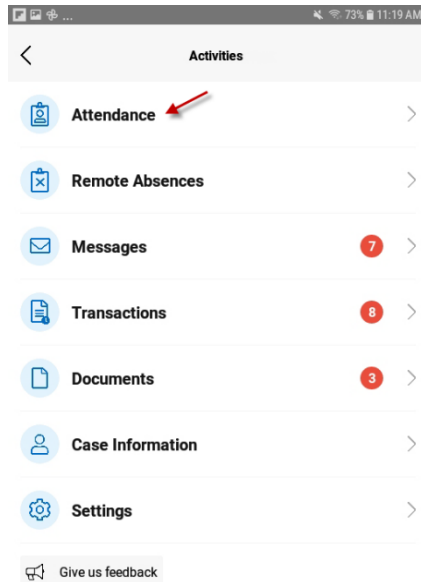 ... 73% 11:19 AM
Activities
Attendance
Remote Absences
Messages 7
Transactions 8
Documents 3
Case Information
Settings
Give us feedback